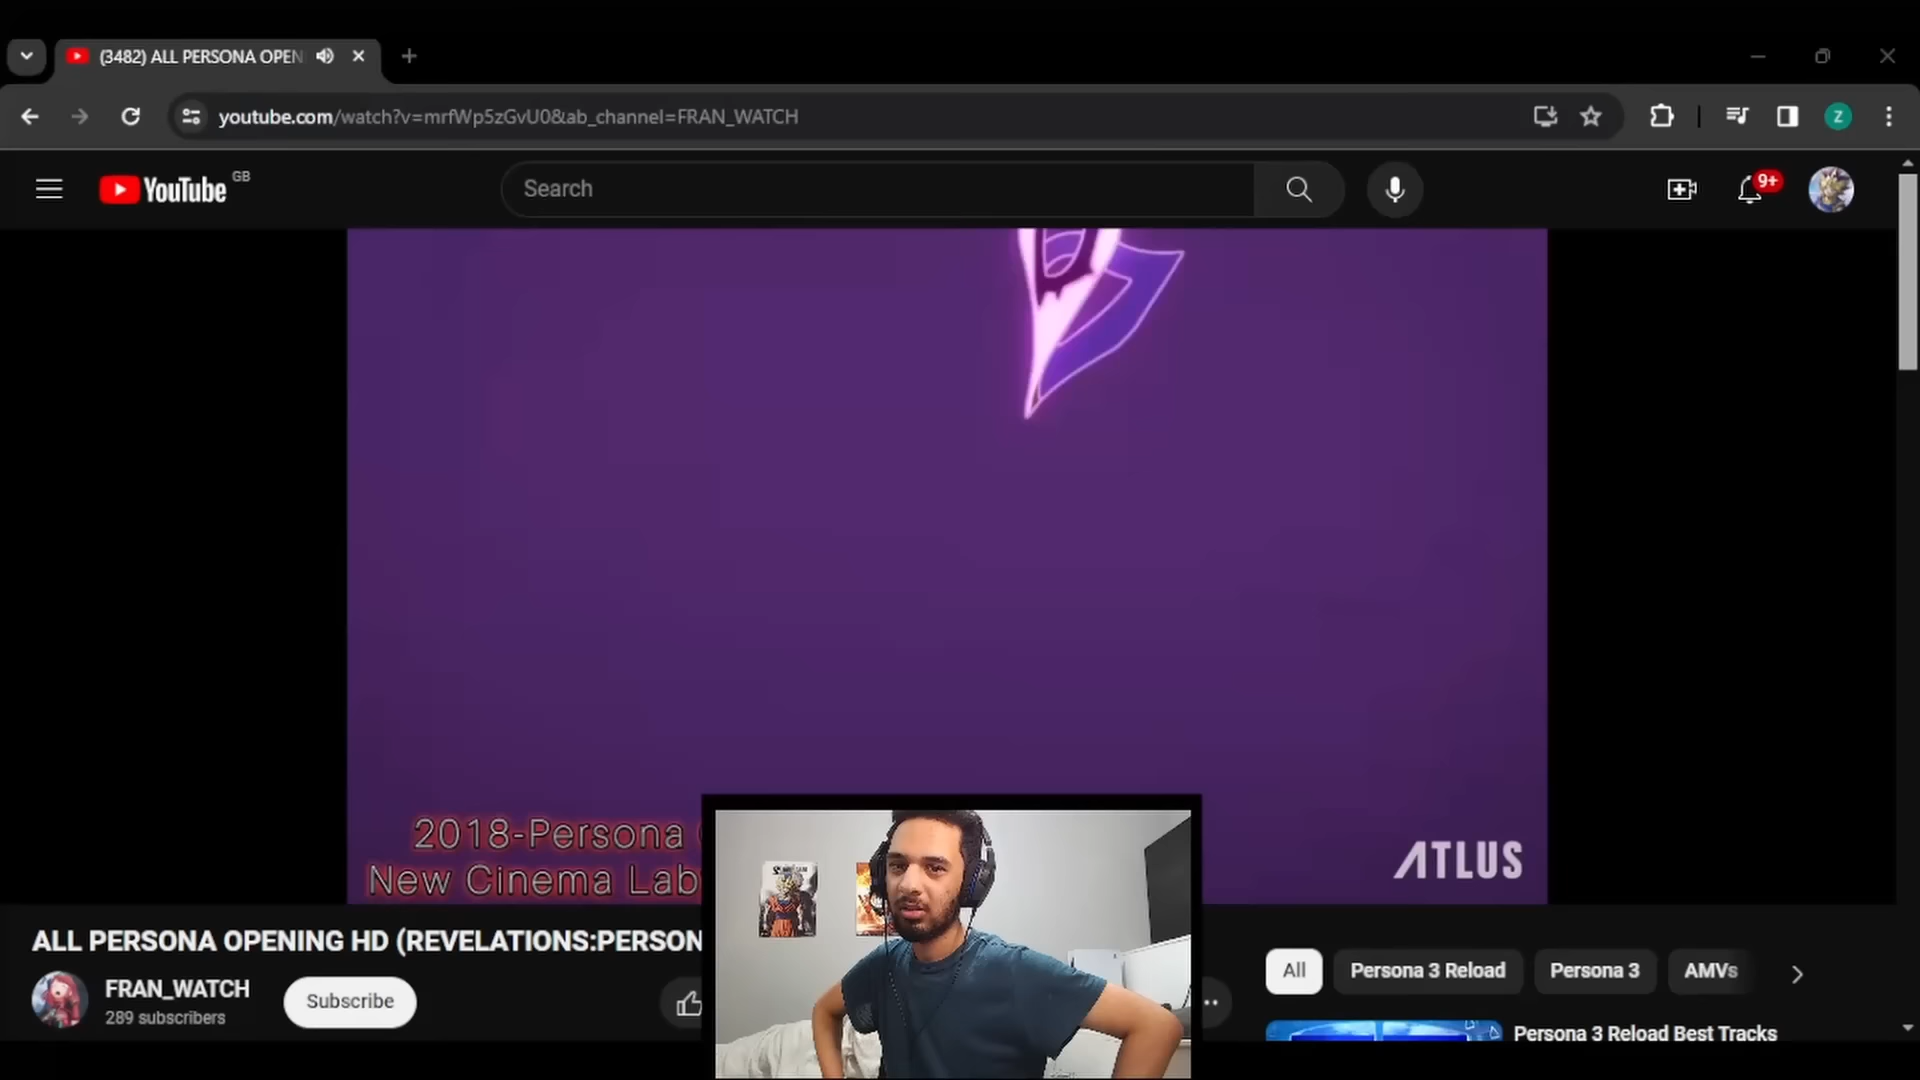 (3482) ALL PERSONA OPEN
youtube.com/watch?v=mrfWp5zGvU0&ab_channel=FRAN_WATCH
Z
YouTube GB
Search
9+
2018-Persona
New Cinema Lab
ATLUS
ALL PERSONA OPENING HD (REVELATIONS:PERSON
FRAN_WATCH
289 subscribers
Subscribe
All
Persona 3 Reload
Persona 3
AMVs
Persona 3 Reload Best Tracks